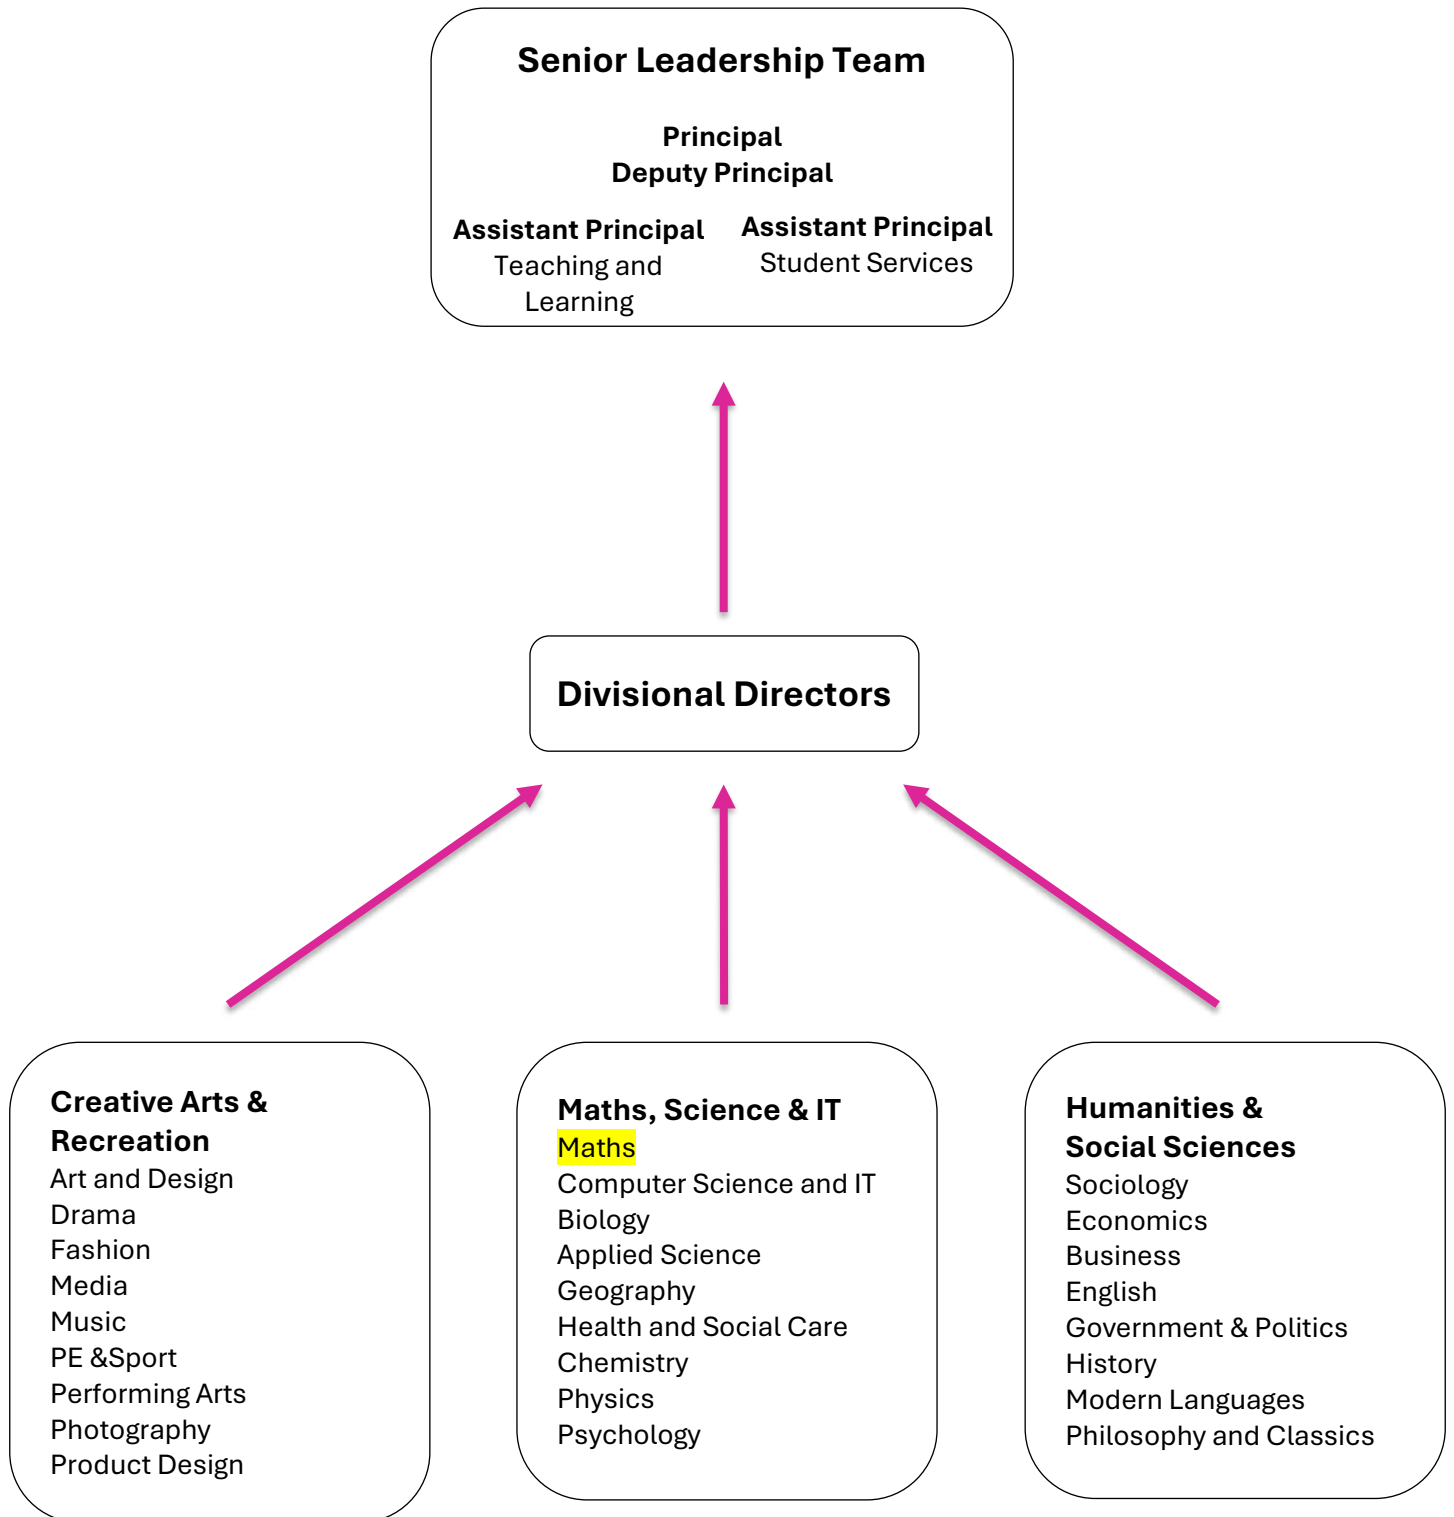 Senior Leadership Team
Principal
Deputy Principal
Assistant Principal
Teaching and
Learning
Assistant Principal
Student Services
Divisional Directors
Creative Arts &
Recreation
Art and Design
Drama
Fashion
Media
Music
PE &Sport
Performing Arts
Photography
Product Design
Maths, Science & IT
Maths
Computer Science and IT
Biology
Applied Science
Geography
Health and Social Care
Chemistry
Physics
Psychology
Humanities &
Social Sciences
Sociology
Economics
Business
English
Government & Politics
History
Modern Languages
Philosophy and Classics